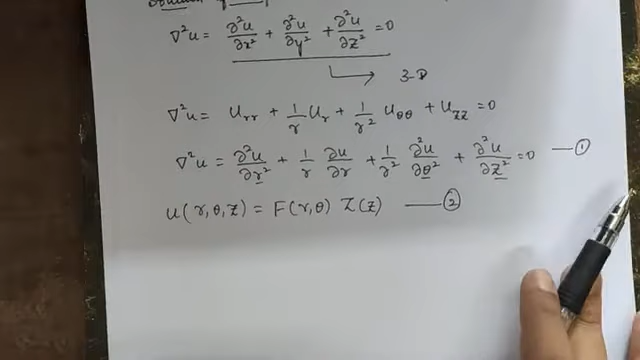 ∇²u = ∂²u/∂x² + ∂²u/∂y² + ∂²u/∂z² = 0
3-D
∇²u = u_rr + 1/r u_r + 1/r² u_θθ + u_zz = 0
∇²u = ∂²u/∂r² + 1/r ∂u/∂r + 1/r² ∂²u/∂θ² + ∂²u/∂z² = 0 — ①
u(r,θ,z) = F(r,θ) Z(z) — ②